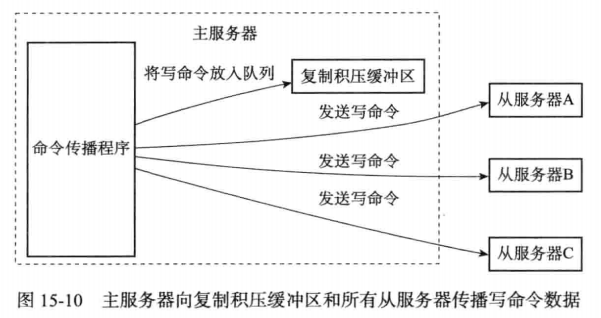 主服务器
将写命令放入队列
复制积压缓冲区
发送写命令
从服务器A
命令传播程序
发送写命令
从服务器B
发送写命令
从服务器C
图 15-10 主服务器向复制积压缓冲区和所有从服务器传播写命令数据